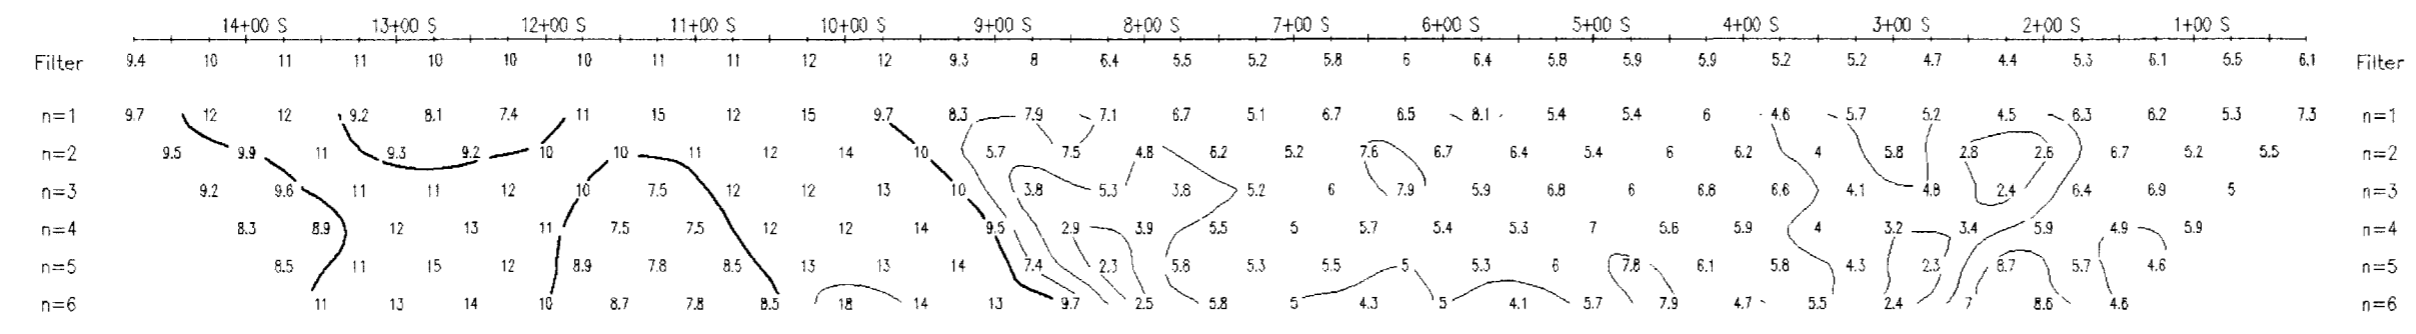 14+00 S 13+00 S 12+00 S 11+00 S 10+00 S 9+00 S 8+00 S 7+00 S 6+00 S 5+00 S 4+00 S 3+00 S 2+00 S 1+00 S
Filter 9.4 10 11 11 10 10 10 11 11 12 12 9.3 8 6.4 5.5 5.2 5.8 6 6.4 5.8 5.9 5.9 5.2 5.2 4.7 4.4 5.3 6.1 5.6 6.1 Filter
n=1 9.7 12 12 9.2 8.1 7.4 11 15 12 15 9.7 8.3 7.9 7.1 6.7 5.1 6.7 6.5 8.1 5.4 5.4 6 4.6 5.7 5.2 4.5 6.3 6.2 5.3 7.3 n=1
n=2 9.5 9.9 11 9.3 9.2 10 10 11 12 14 10 5.7 7.5 4.8 6.2 5.2 7.6 6.7 6.4 5.4 6 6.2 4 5.8 2.8 2.6 6.7 5.2 5.5 n=2
n=3 9.2 9.6 11 11 12 10 7.5 12 12 13 10 3.8 5.3 3.8 5.2 6 7.9 5.9 6.8 6 6.8 6.6 4.1 4.8 2.4 6.4 6.9 5 n=3
n=4 8.3 8.9 12 13 11 7.5 7.5 12 12 14 9.5 2.9 3.9 5.5 5 5.7 5.4 5.3 7 5.6 5.9 4 3.2 3.4 5.9 4.9 5.9 n=4
n=5 8.5 11 15 12 8.9 7.8 8.5 13 13 14 7.4 2.3 5.6 5.3 5.5 5 5.3 6 7.8 6.1 5.8 4.3 2.3 8.7 5.7 4.6 n=5
n=6 11 13 14 10 8.7 7.8 8.5 18 14 13 9.7 2.5 5.8 5 4.3 5 4.1 5.7 7.9 4.7 5.5 2.4 7 8.6 4.6 n=6